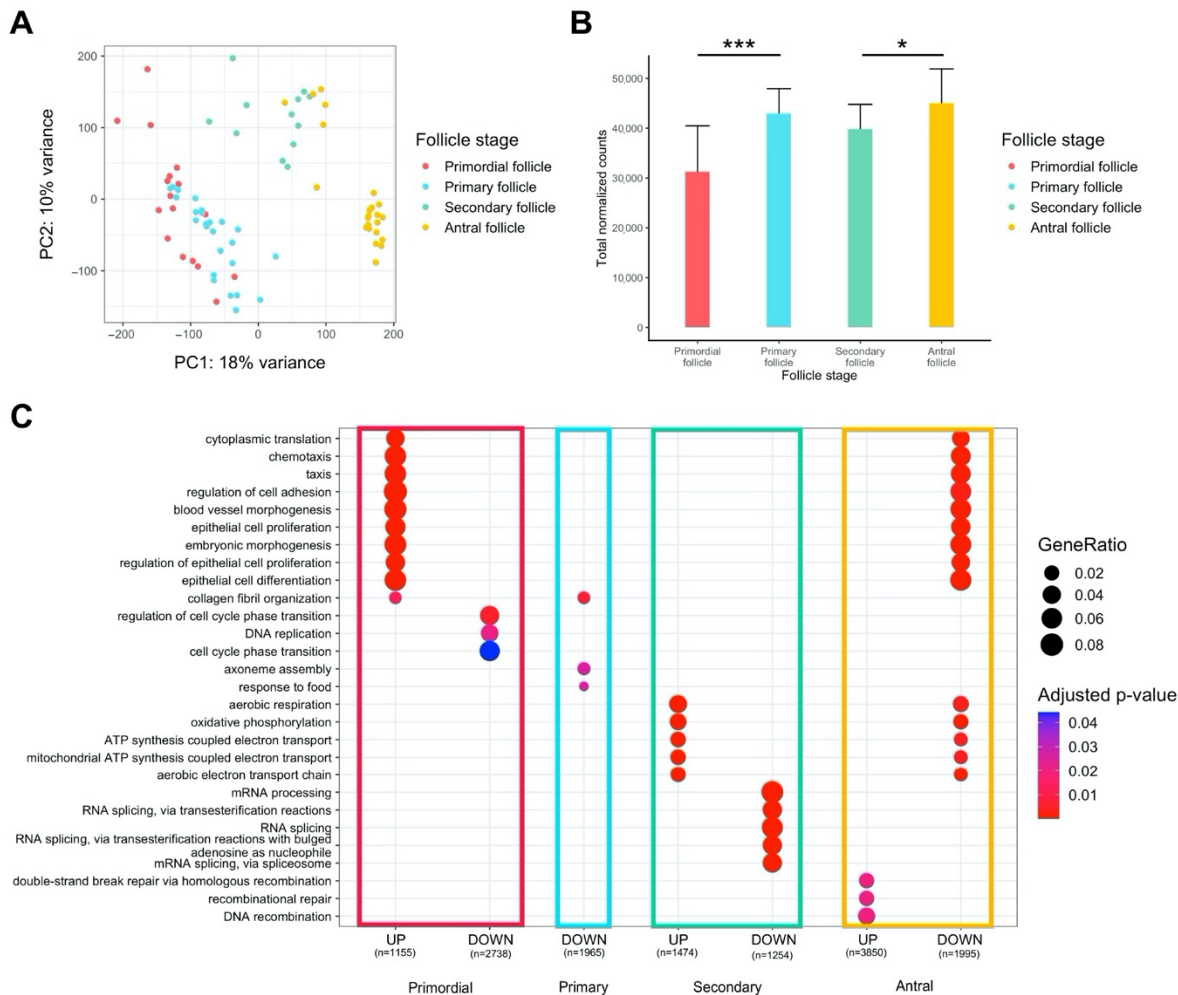 A
200
100
0
−100
−200
−100
0
100
200
PC2: 10% variance
PC1: 18% variance
Follicle stage
Primordial follicle
Primary follicle
Secondary follicle
Antral follicle
B
***
*
50,000
40,000
30,000
20,000
10,000
0
Total normalized counts
Primordial
follicle
Primary
follicle
Secondary
follicle
Antral
follicle
Follicle stage
Follicle stage
Primordial follicle
Primary follicle
Secondary follicle
Antral follicle
C
cytoplasmic translation
chemotaxis
taxis
regulation of cell adhesion
blood vessel morphogenesis
epithelial cell proliferation
embryonic morphogenesis
regulation of epithelial cell proliferation
epithelial cell differentiation
collagen fibril organization
regulation of cell cycle phase transition
DNA replication
cell cycle phase transition
axoneme assembly
response to food
aerobic respiration
oxidative phosphorylation
ATP synthesis coupled electron transport
mitochondrial ATP synthesis coupled electron transport
aerobic electron transport chain
mRNA processing
RNA splicing, via transesterification reactions
RNA splicing
RNA splicing, via transesterification reactions with bulged
adenosine as nucleophile
mRNA splicing, via spliceosome
double-strand break repair via homologous recombination
recombinational repair
DNA recombination
UP
(n=1155)
DOWN
(n=2738)
DOWN
(n=1965)
UP
(n=1474)
DOWN
(n=1254)
UP
(n=3850)
DOWN
(n=1995)
Primordial
Primary
Secondary
Antral
GeneRatio
0.02
0.04
0.06
0.08
Adjusted p-value
0.04
0.03
0.02
0.01